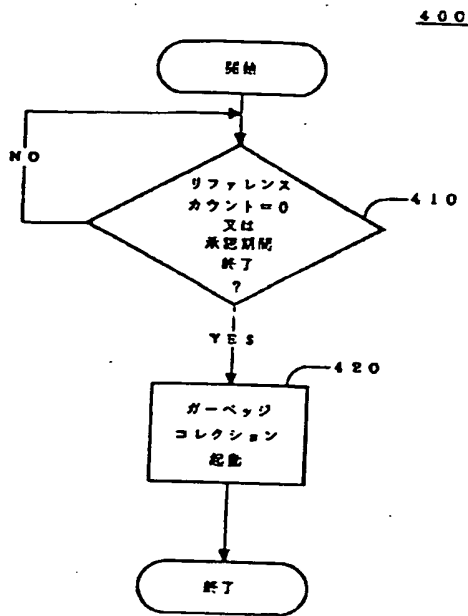 400
開始
NO
リファレンス
カウント=0
又は
承認期間
終了
?
410
YES
420
ガーベッジ
コレクション
起動
終了